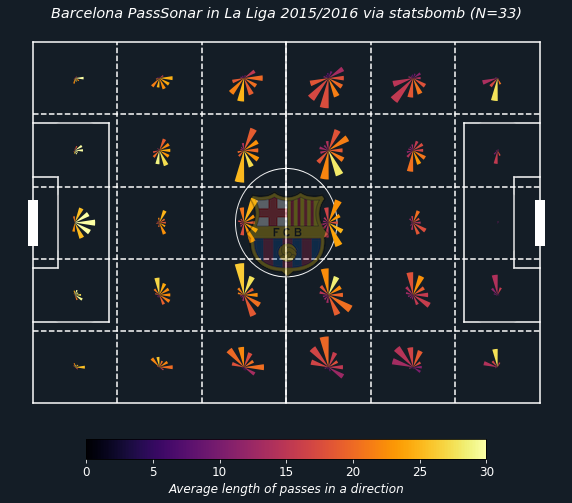 Barcelona PassSonar in La Liga 2015/2016 via statsbomb (N=33)
F C B
0 5 10 15 20 25 30
Average length of passes in a direction